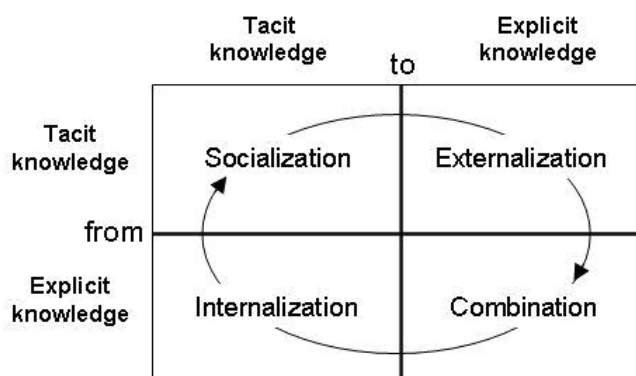 Tacit
knowledge
to
Explicit
knowledge
Tacit
knowledge
Socialization
Externalization
from
Explicit
knowledge
Internalization
Combination